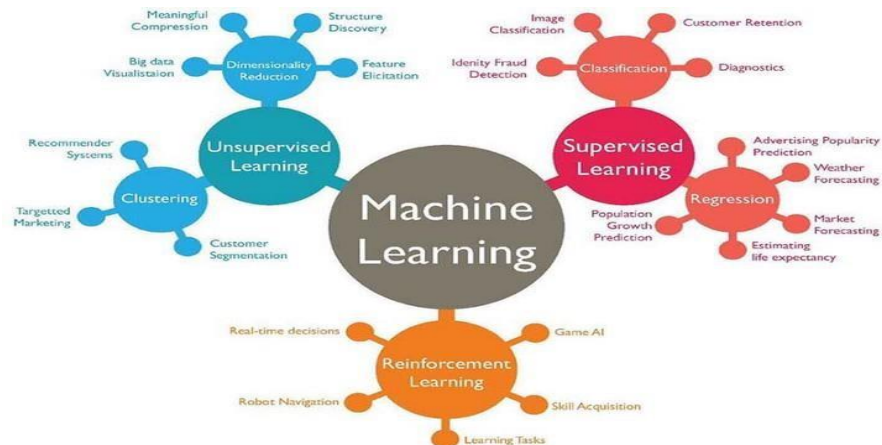 Meaningful
Compression
Structure
Discovery
Big data
Visualistaion
Dimensionality
Reduction
Feature
Elicitation
Unsupervised
Learning
Recommender
Systems
Clustering
Targetted
Marketing
Customer
Segmentation
Machine
Learning
Image
Classification
Customer Retention
Idenity Fraud
Detection
Classification
Diagnostics
Supervised
Learning
Advertising Popularity
Prediction
Weather
Forecasting
Regression
Population
Growth
Prediction
Market
Forecasting
Estimating
life expectancy
Real-time decisions
Game AI
Reinforcement
Learning
Robot Navigation
Skill Acquisition
Learning Tasks